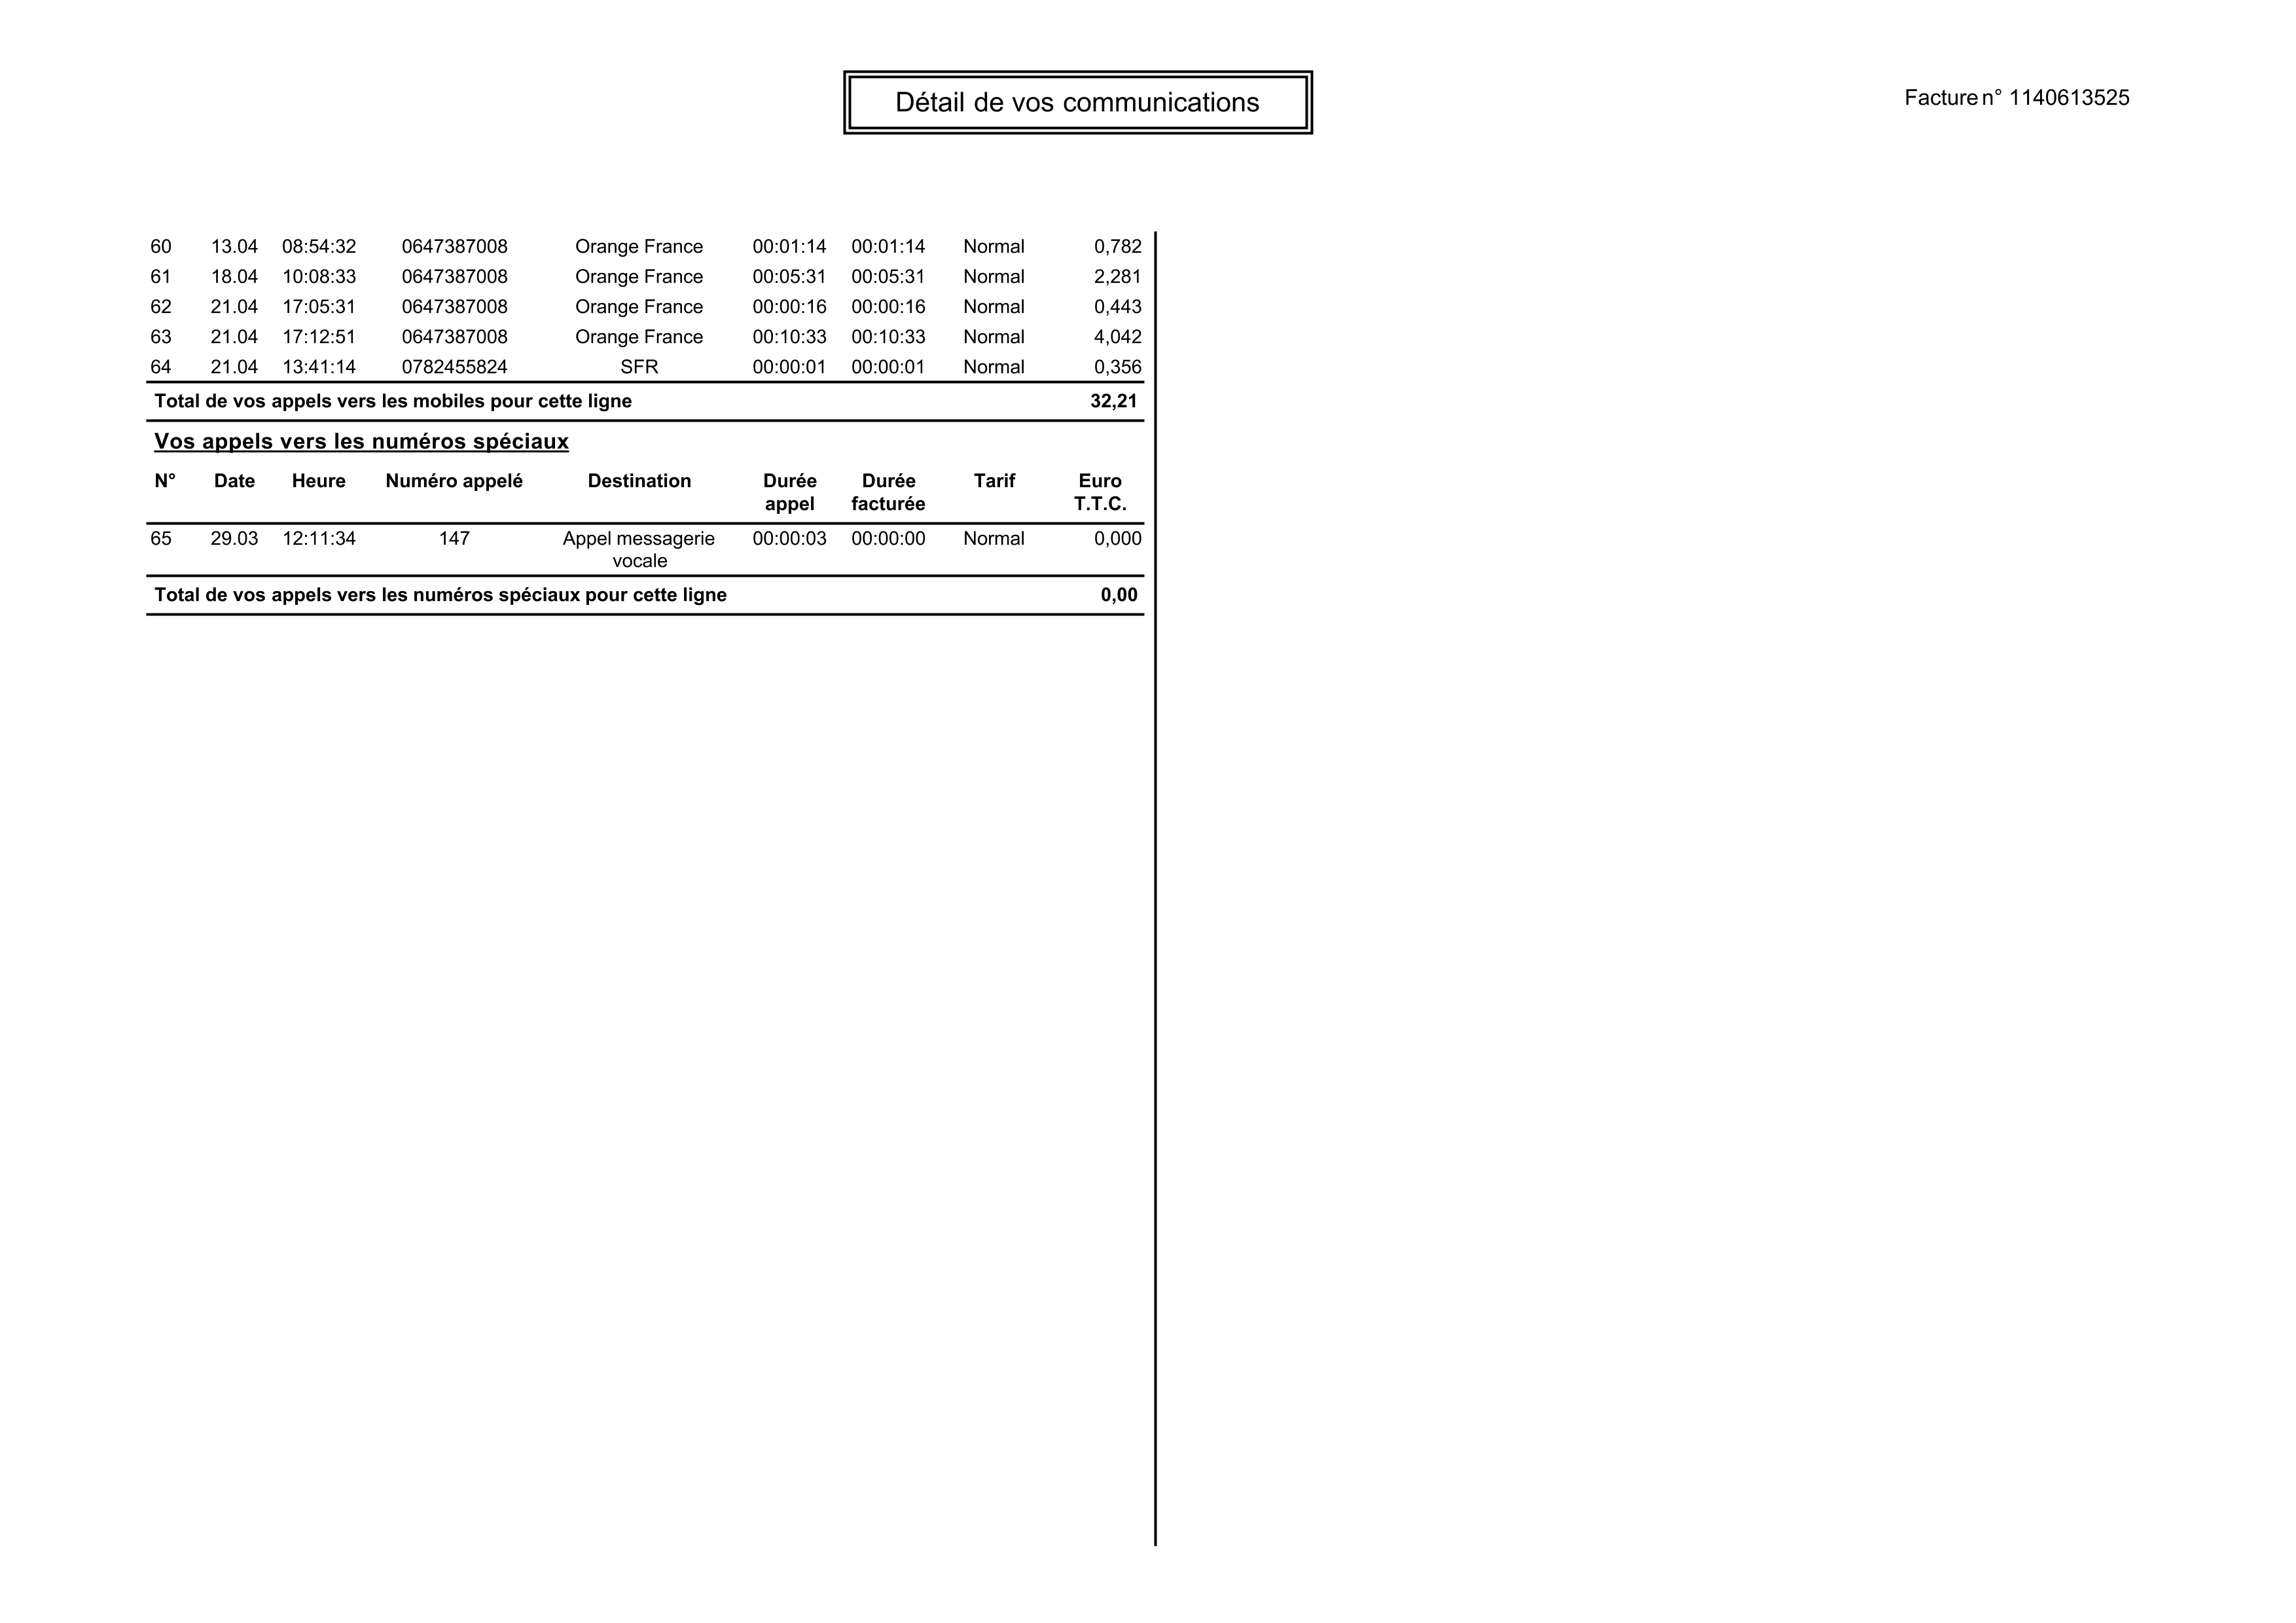 Détail de vos communications
Facture n° 1140613525
60 13.04 08:54:32 0647387008 Orange France 00:01:14 00:01:14 Normal 0,782
61 18.04 10:08:33 0647387008 Orange France 00:05:31 00:05:31 Normal 2,281
62 21.04 17:05:31 0647387008 Orange France 00:00:16 00:00:16 Normal 0,443
63 21.04 17:12:51 0647387008 Orange France 00:10:33 00:10:33 Normal 4,042
64 21.04 13:41:14 0782455824 SFR 00:00:01 00:00:01 Normal 0,356
Total de vos appels vers les mobiles pour cette ligne 32,21
Vos appels vers les numéros spéciaux
N° Date Heure Numéro appelé Destination Durée Durée Tarif Euro
appel facturée T.T.C.
65 29.03 12:11:34 147 Appel messagerie 00:00:03 00:00:00 Normal 0,000
vocale
Total de vos appels vers les numéros spéciaux pour cette ligne 0,00